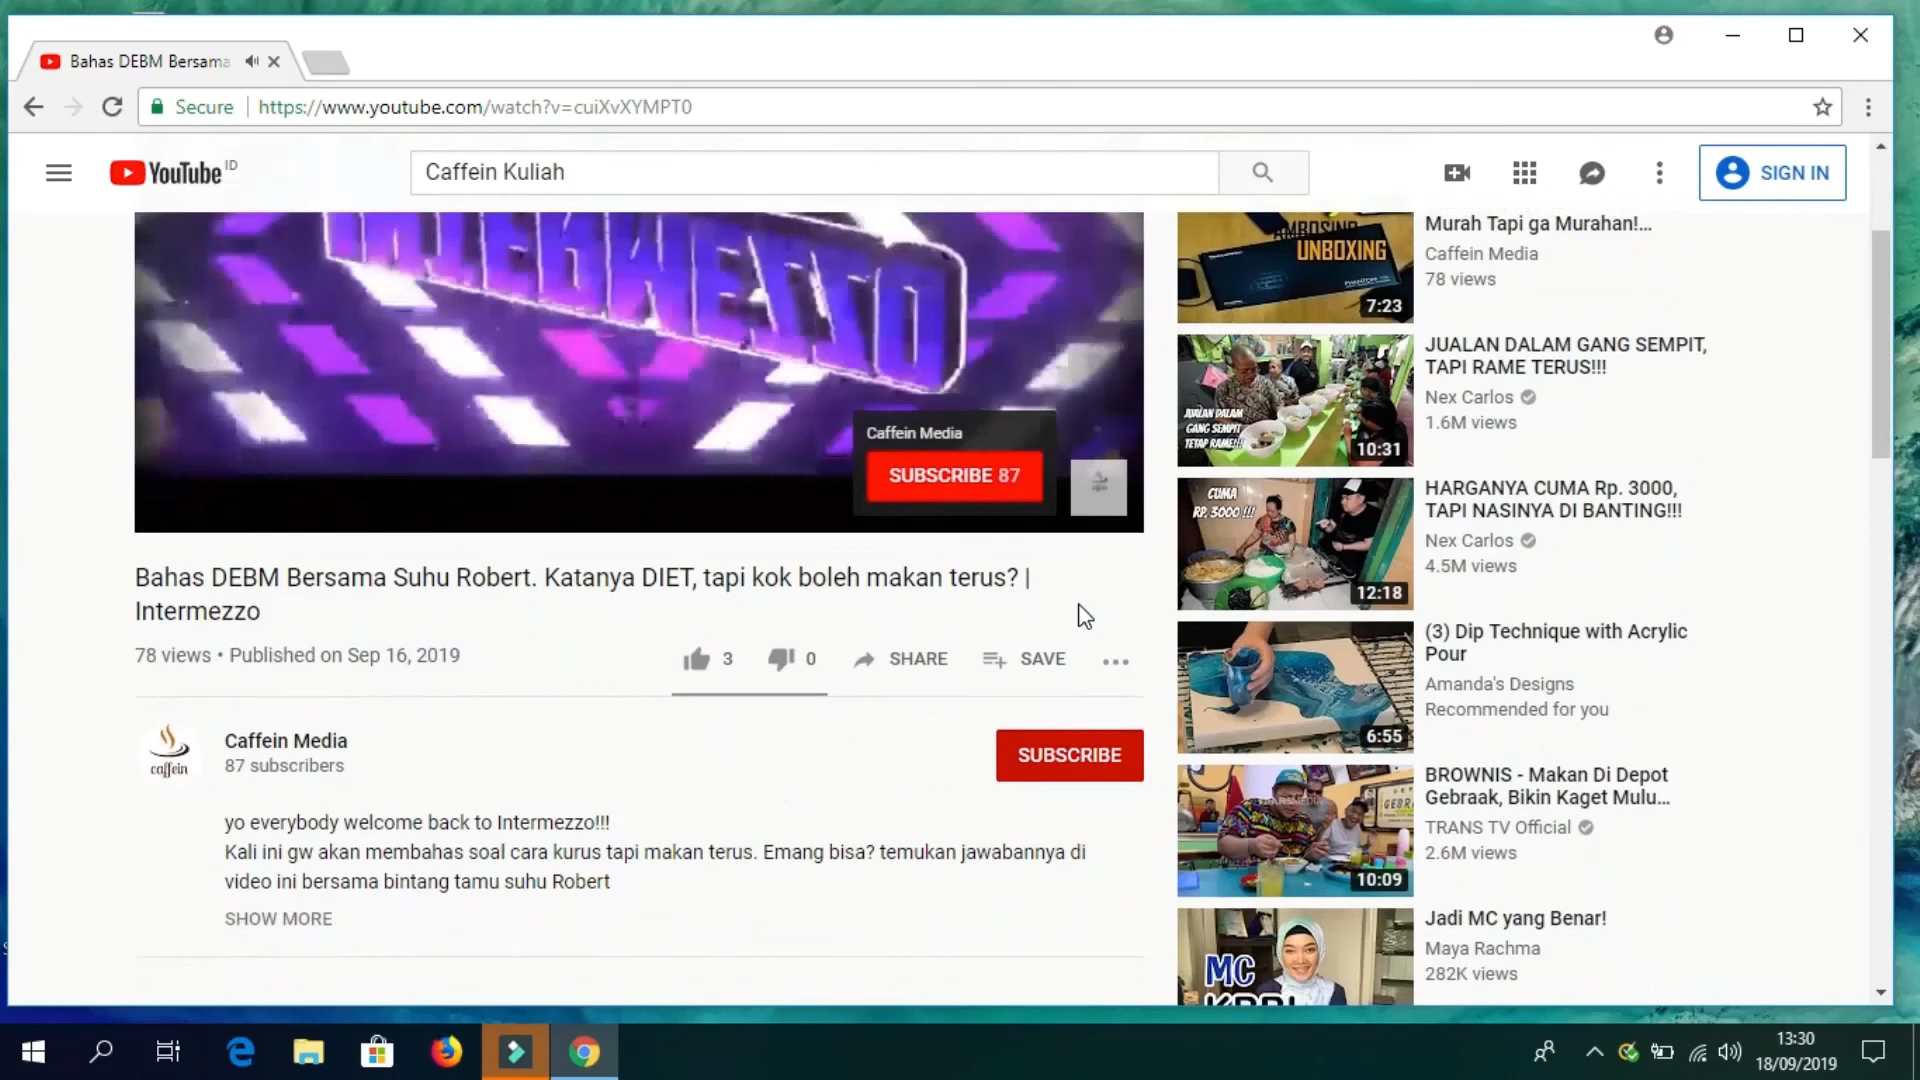 Bahas DEBM Bersama
Secure
https://www.youtube.com/watch?v=cuiXvXYMPT0
YouTube ID
Caffein Kuliah
SIGN IN
INTERMEZZO
Caffein Media
SUBSCRIBE 87
Bahas DEBM Bersama Suhu Robert. Katanya DIET, tapi kok boleh makan terus? |
Intermezzo
78 views • Published on Sep 16, 2019
3
0
SHARE
SAVE
caffein
Caffein Media
87 subscribers
SUBSCRIBE
yo everybody welcome back to Intermezzo!!!
Kali ini gw akan membahas soal cara kurus tapi makan terus. Emang bisa? temukan jawabannya di
video ini bersama bintang tamu suhu Robert
SHOW MORE
UNBOXING
7:23
Murah Tapi ga Murahan!...
Caffein Media
78 views
JUALAN DALAM
GANG SEMPIT
TETAP RAME!!!
10:31
JUALAN DALAM GANG SEMPIT,
TAPI RAME TERUS!!!
Nex Carlos
1.6M views
CUMA
RP. 3000 !!!
12:18
HARGANYA CUMA Rp. 3000,
TAPI NASINYA DI BANTING!!!
Nex Carlos
4.5M views
6:55
(3) Dip Technique with Acrylic
Pour
Amanda's Designs
Recommended for you
10:09
BROWNIS - Makan Di Depot
Gebraak, Bikin Kaget Mulu...
TRANS TV Official
2.6M views
MC
Jadi MC yang Benar!
Maya Rachma
282K views
13:30
18/09/2019